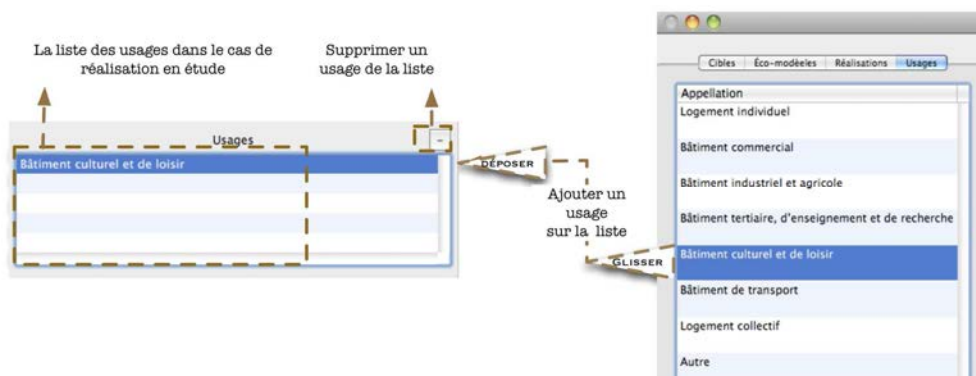 La liste des usages dans le cas de
réalisation en étude
Supprimer un
usage de la liste
Usages
-
Bâtiment culturel et de loisir
DÉPOSER
Ajouter un
usage
sur la liste
GLISSER
Cibles Éco-modèeles Réalisations Usages
Appellation
Logement individuel
Bâtiment commercial
Bâtiment industriel et agricole
Bâtiment tertiaire, d'enseignement et de recherche
Bâtiment culturel et de loisir
Bâtiment de transport
Logement collectif
Autre